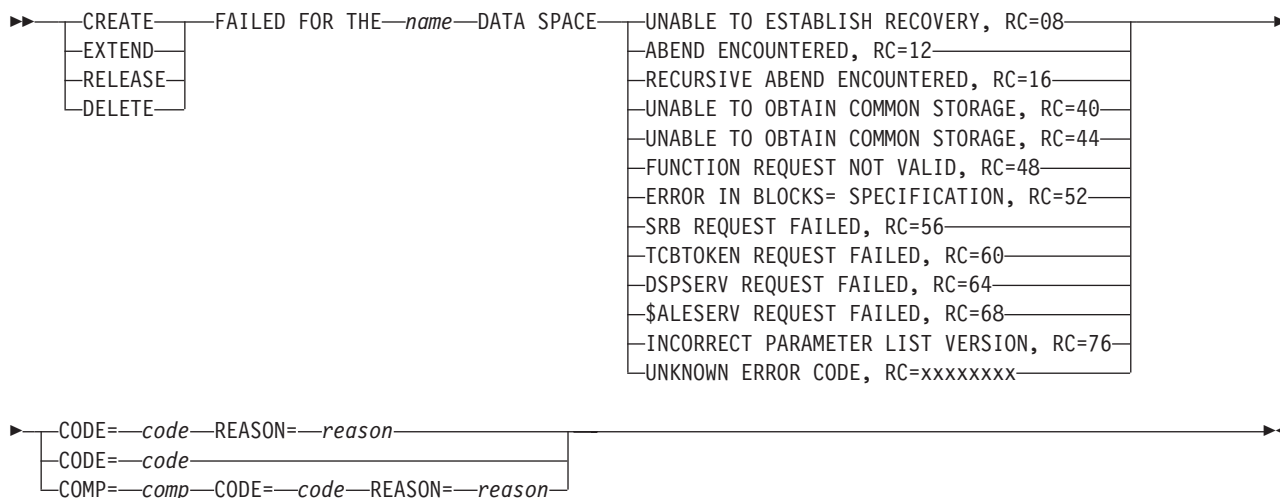 CREATE FAILED FOR THE name DATA SPACE UNABLE TO ESTABLISH RECOVERY, RC=08
EXTEND ABEND ENCOUNTERED, RC=12
RELEASE RECURSIVE ABEND ENCOUNTERED, RC=16
DELETE UNABLE TO OBTAIN COMMON STORAGE, RC=40
UNABLE TO OBTAIN COMMON STORAGE, RC=44
FUNCTION REQUEST NOT VALID, RC=48
ERROR IN BLOCKS= SPECIFICATION, RC=52
SRB REQUEST FAILED, RC=56
TCBTOKEN REQUEST FAILED, RC=60
DSPSERV REQUEST FAILED, RC=64
$ALESERV REQUEST FAILED, RC=68
INCORRECT PARAMETER LIST VERSION, RC=76
UNKNOWN ERROR CODE, RC=xxxxxxxx
CODE= code REASON= reason
CODE= code
COMP= comp CODE= code REASON= reason